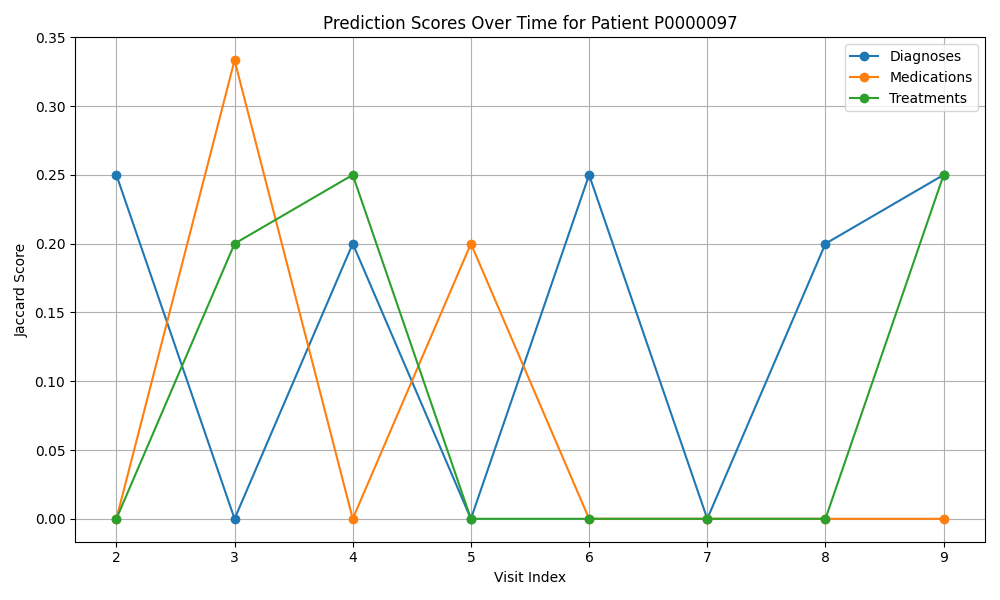 Prediction Scores Over Time for Patient P0000097
0.35
0.30
0.25
0.20
0.15
0.10
0.05
0.00
Jaccard Score
Diagnoses
Medications
Treatments
2 3 4 5 6 7 8 9
Visit Index